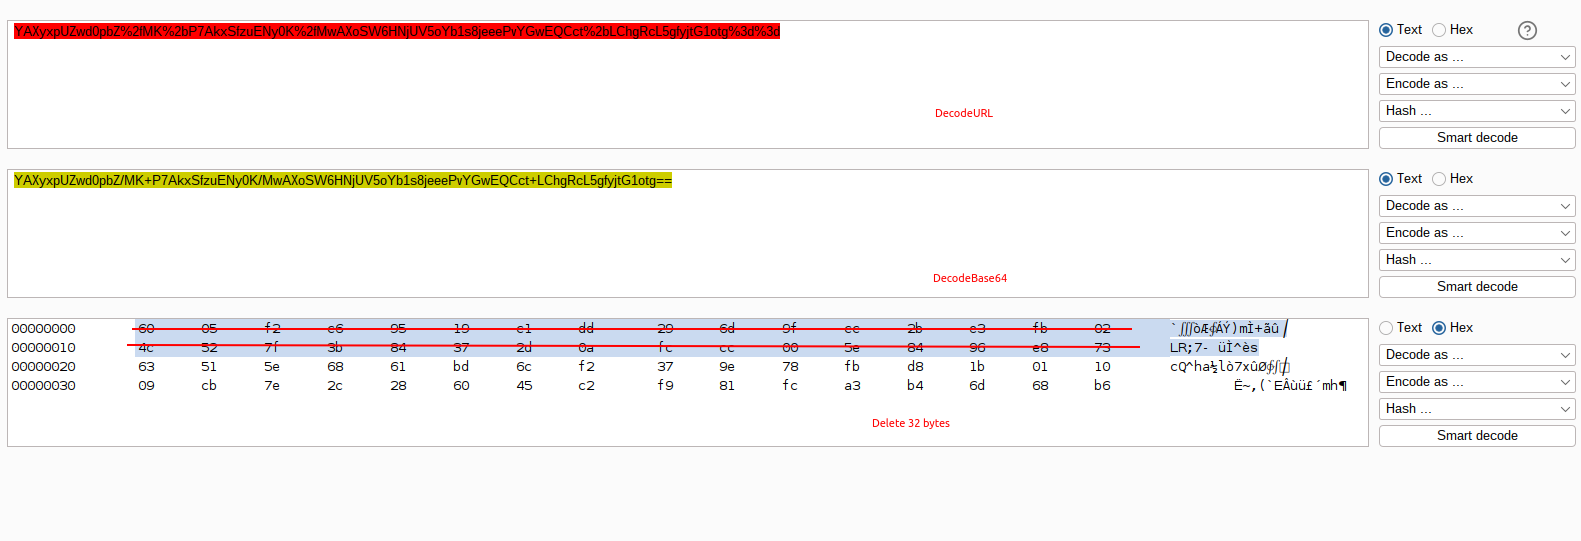 YAXyxpUZwd0pbZ%2fMK%2bP7AkxSfzuENy0K%2fMwAXoSW6HNjUV5oYb1s8jeeePvYGwEQCct%2bLChgRcL5gfyjtG1otg%3d%3d
Text Hex ?
Decode as ...
Encode as ...
Hash ...
Smart decode
DecodeURL
YAXyxpUZwd0pbZ/MK+P7AkxSfzuENy0K/MwAXoSW6HNjUV5oYb1s8jeeePvYGwEQCct+LChgRcL5gfyjtG1otg==
Text Hex
Decode as ...
Encode as ...
Hash ...
Smart decode
DecodeBase64
00000000 60 05 f2 c6 95 19 c1 dd 29 6d 9f cc 2b e3 fb 02
00000010 4c 52 7f 3b 84 37 2d 0a fc cc 00 5e 84 96 e8 73 LR;7- üÌ^ès
00000020 63 51 5e 68 61 bd 6c f2 37 9e 78 fb d8 1b 01 10 cQ^ha½lò7xûØ
00000030 09 cb 7e 2c 28 60 45 c2 f9 81 fc a3 b4 6d 68 b6 Ë~,(`EÂùü£´mh¶
Text Hex
Decode as ...
Encode as ...
Hash ...
Smart decode
Delete 32 bytes